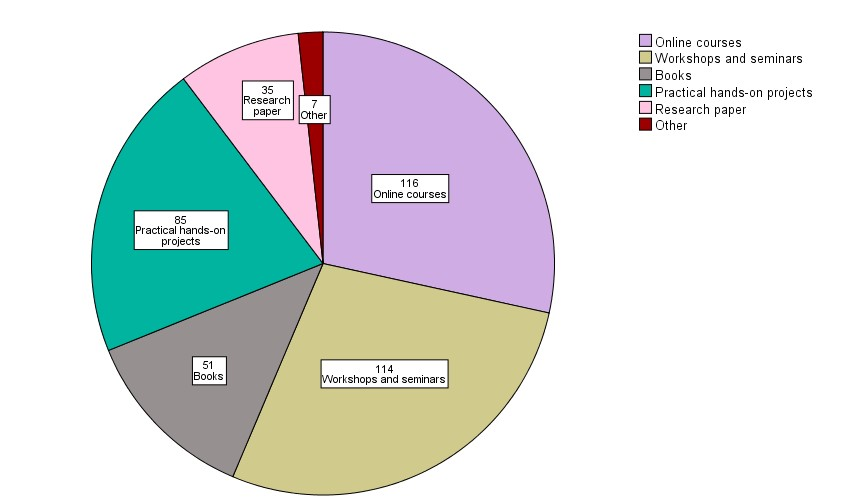 Online courses
Workshops and seminars
Books
Practical hands-on projects
Research paper
Other
35
Research
paper
7
Other
116
Online courses
85
Practical hands-on
projects
51
Books
114
Workshops and seminars